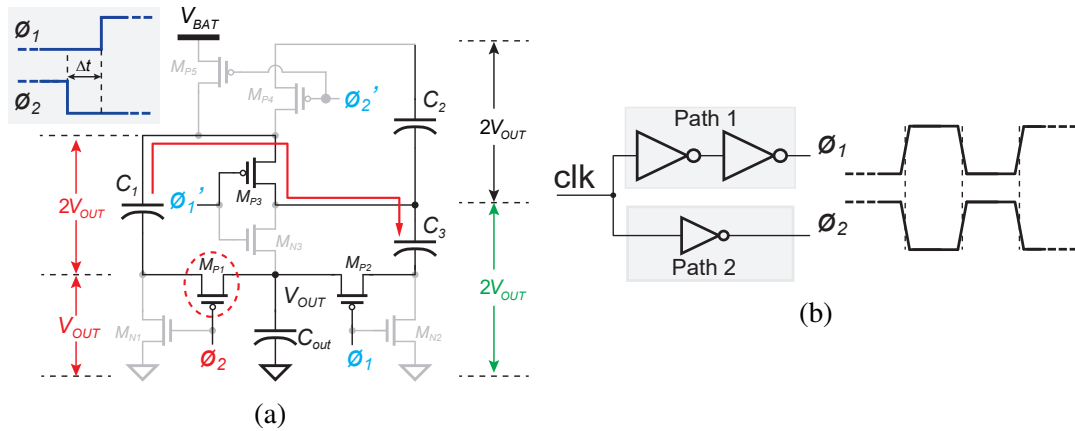 Ø1
Δt
Ø2
VBAT
MP5
MP4
Ø2'
C2
2VOUT
C1
Ø1'
MP3
2VOUT
MN3
C3
MP1
MP2
VOUT
2VOUT
VOUT
MN1
Cout
MN2
Ø2
Ø1
(a)
Path 1
Ø1
clk
Ø2
Path 2
(b)